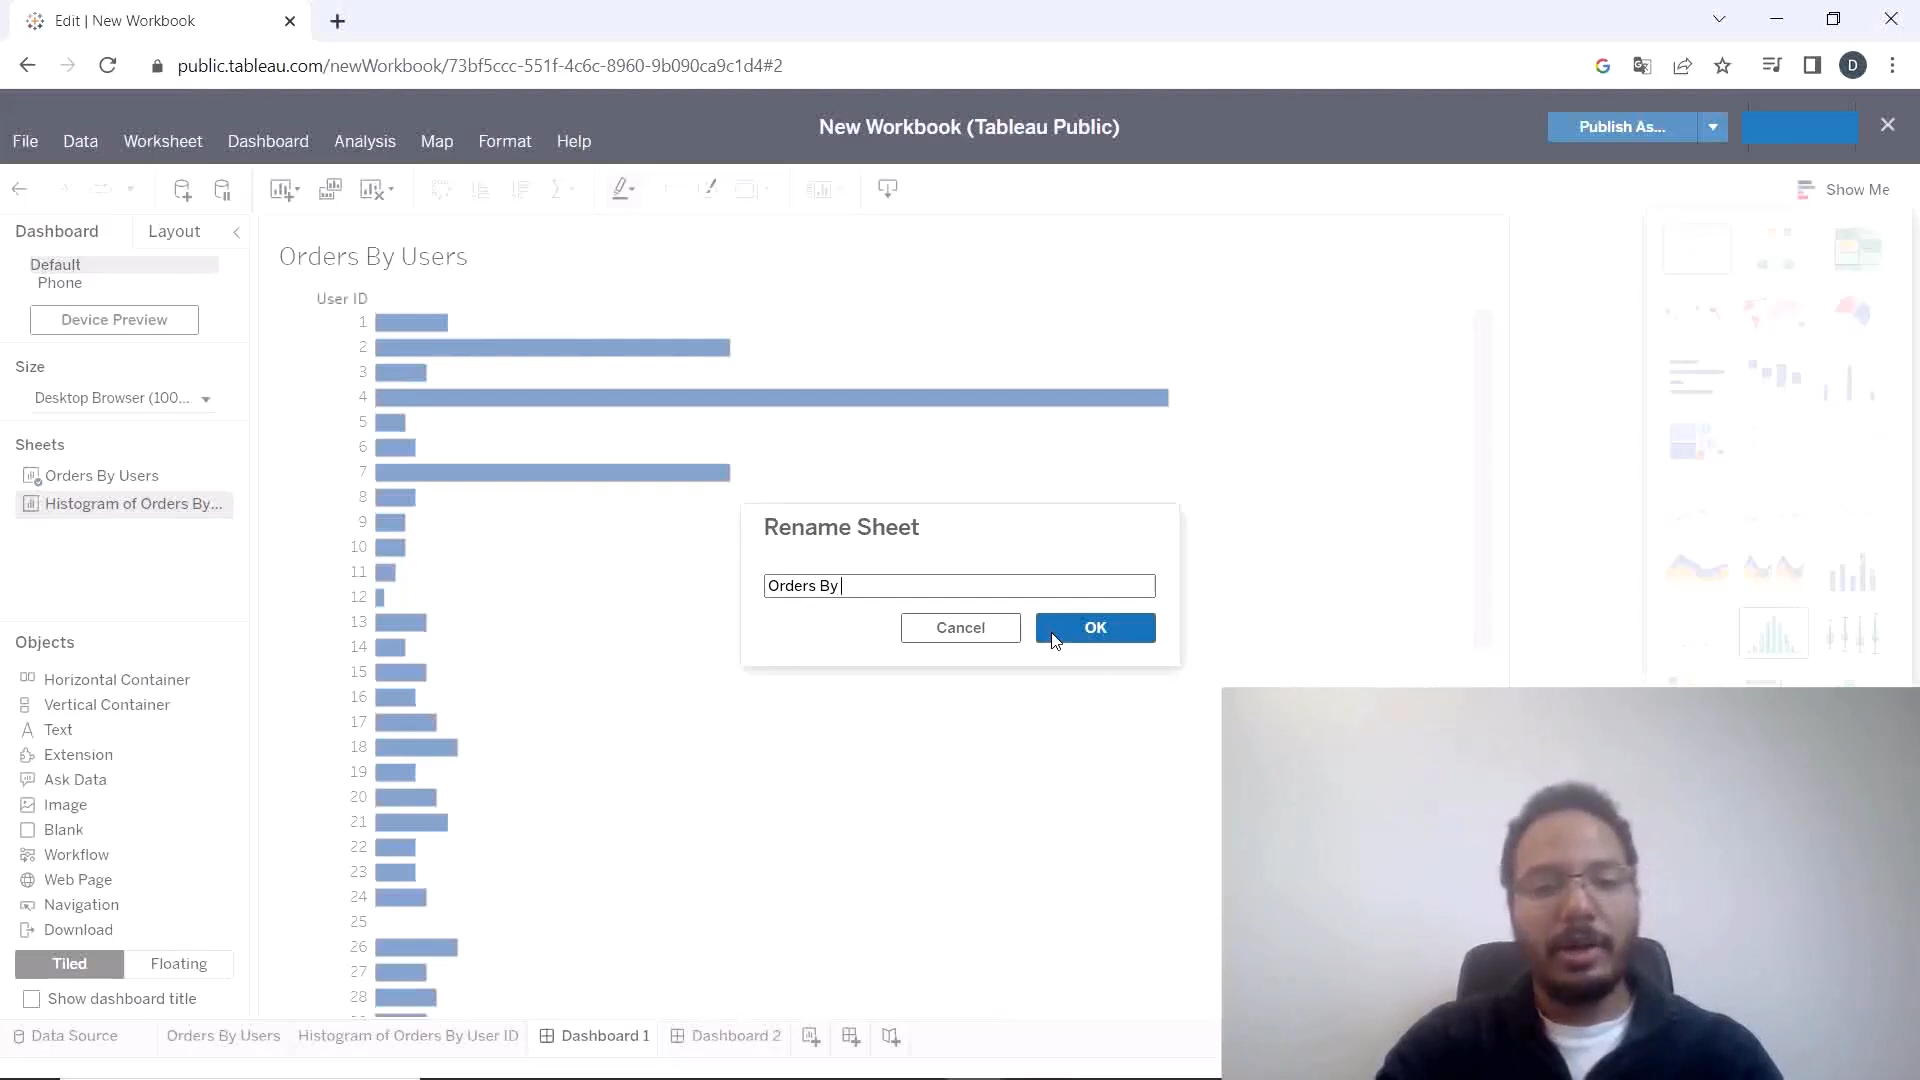 Edit | New Workbook
public.tableau.com/newWorkbook/73bf5ccc-551f-4c6c-8960-9b090ca9c1d4#2
D
New Workbook (Tableau Public)
Publish As...
File Data Worksheet Dashboard Analysis Map Format Help
Show Me
Dashboard Layout
Default
Phone
Device Preview
Size
Desktop Browser (100...
Sheets
Orders By Users
Histogram of Orders By...
Objects
Horizontal Container
Vertical Container
Text
Extension
Ask Data
Image
Blank
Workflow
Web Page
Navigation
Download
Tiled Floating
Show dashboard title
Orders By Users
User ID
1
2
3
4
5
6
7
8
9
10
11
12
13
14
15
16
17
18
19
20
21
22
23
24
25
26
27
28
Rename Sheet
Orders By
Cancel OK
Data Source Orders By Users Histogram of Orders By User ID Dashboard 1 Dashboard 2